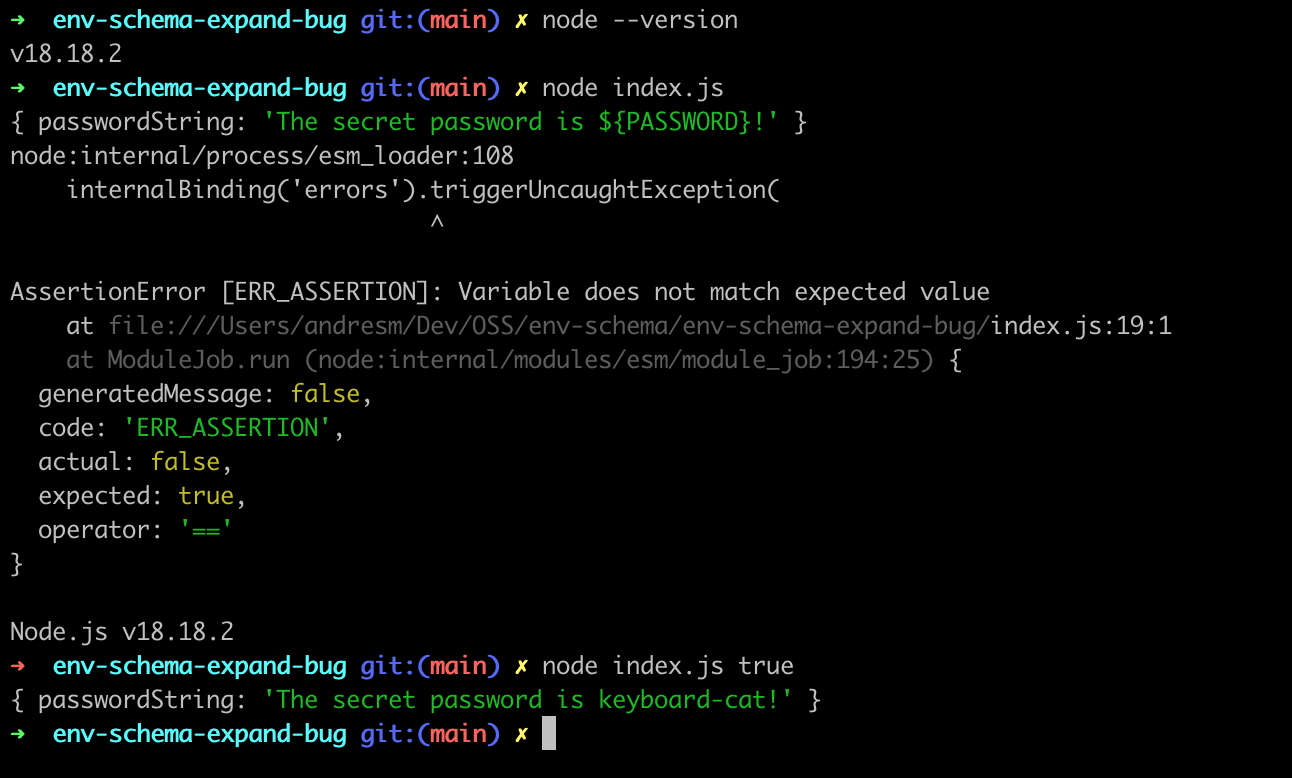 ➜  env-schema-expand-bug git:(main) ✗ node --version
v18.18.2
➜  env-schema-expand-bug git:(main) ✗ node index.js
{ passwordString: 'The secret password is ${PASSWORD}!' }
node:internal/process/esm_loader:108
    internalBinding('errors').triggerUncaughtException(
                              ^

AssertionError [ERR_ASSERTION]: Variable does not match expected value
    at file:///Users/andresm/Dev/OSS/env-schema/env-schema-expand-bug/index.js:19:1
    at ModuleJob.run (node:internal/modules/esm/module_job:194:25) {
  generatedMessage: false,
  code: 'ERR_ASSERTION',
  actual: false,
  expected: true,
  operator: '=='
}

Node.js v18.18.2
➜  env-schema-expand-bug git:(main) ✗ node index.js true
{ passwordString: 'The secret password is keyboard-cat!' }
➜  env-schema-expand-bug git:(main) ✗